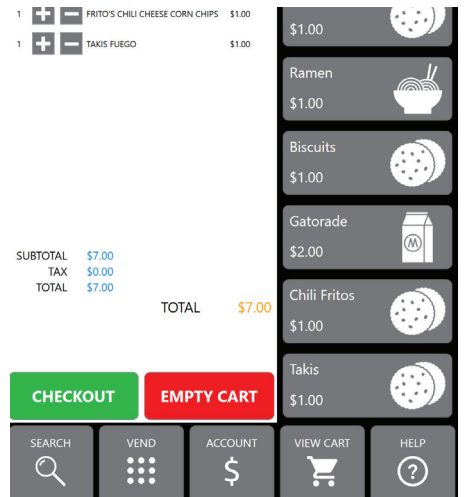 1 + − FRITO'S CHILI CHEESE CORN CHIPS $1.00
1 + − TAKIS FUEGO $1.00
SUBTOTAL $7.00
TAX $0.00
TOTAL $7.00
TOTAL $7.00
CHECKOUT EMPTY CART
$1.00
Ramen
$1.00
Biscuits
$1.00
Gatorade
$2.00
M
Chili Fritos
$1.00
Takis
$1.00
SEARCH VEND ACCOUNT VIEW CART HELP
$ ?